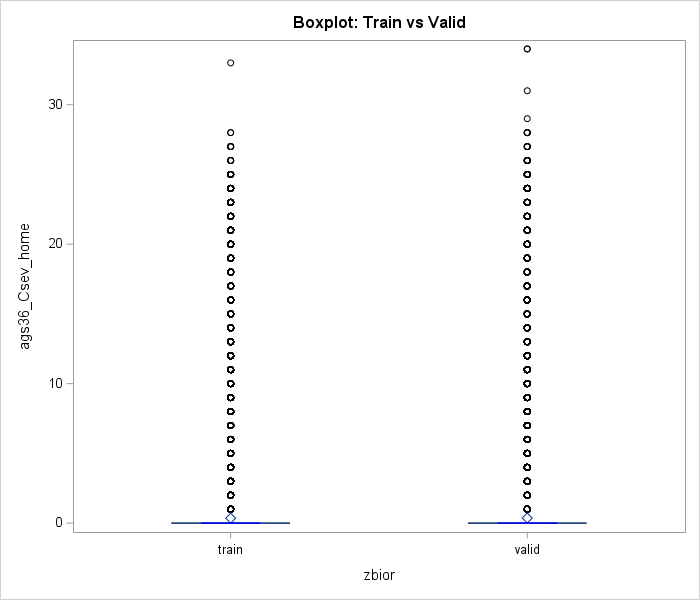 Boxplot: Train vs Valid
30
20
10
0
ags36_Csev_home
train
valid
zbior